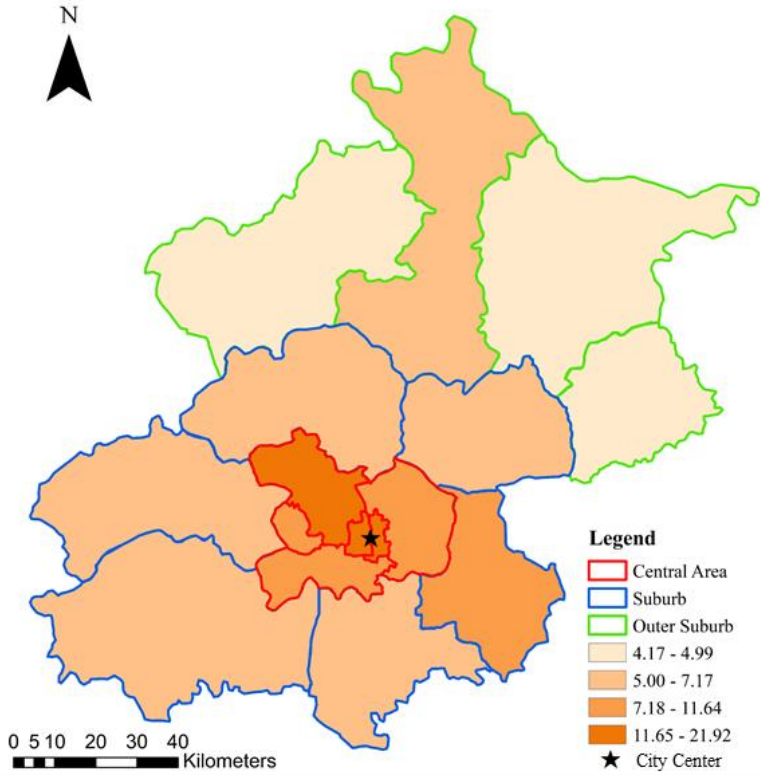 N
Legend
Central Area
Suburb
Outer Suburb
4.17 - 4.99
5.00 - 7.17
7.18 - 11.64
11.65 - 21.92
City Center
0 5 10 20 30 40
Kilometers